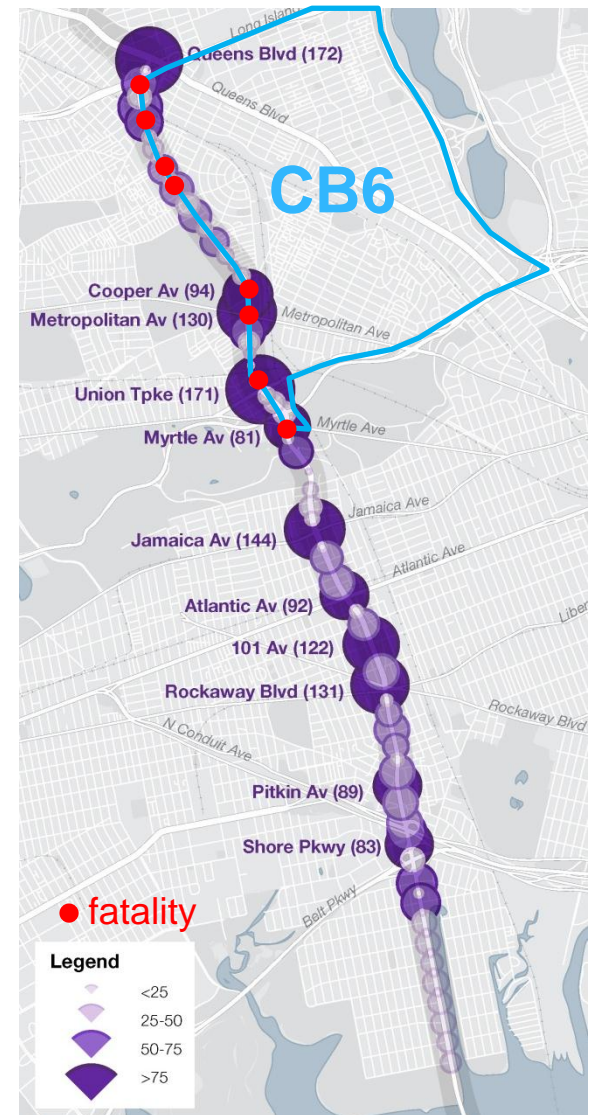 Long Island
Queens Blvd (172)
Queens Blvd
CB6
Cooper Av (94)
Metropolitan Av (130)
Metropolitan Ave
Union Tpke (171)
Myrtle Av (81)
Myrtle Ave
Jamaica Ave
Jamaica Av (144)
Atlantic Ave
Atlantic Av (92)
Liber
101 Av (122)
Rockaway Blvd (131)
Rockaway Blvd
N Conduit Ave
Pitkin Av (89)
Shore Pkwy (83)
Belt Pkwy
fatality
Legend
<25
25-50
50-75
>75